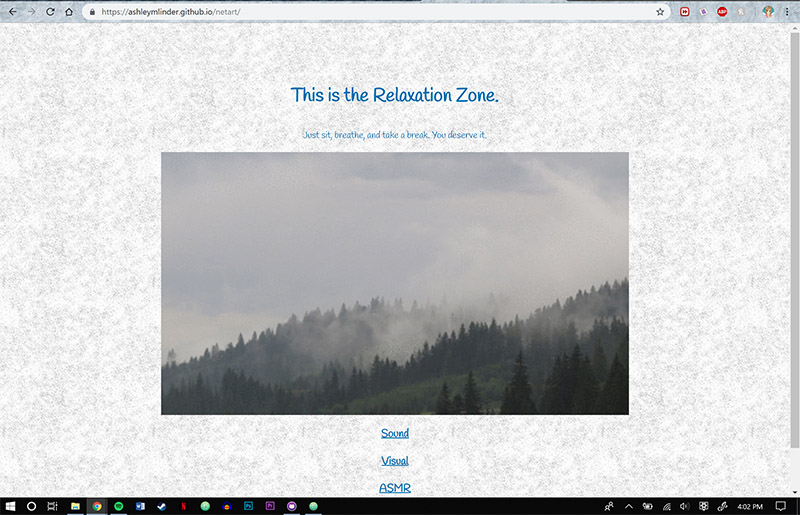 https://ashleymlinder.github.io/netart/
ABP
This is the Relaxation Zone.
Just sit, breathe, and take a break. You deserve it.
Sound
Visual
ASMR
4:02 PM